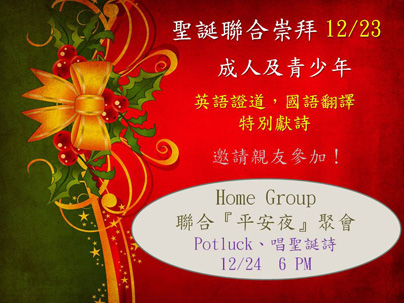 聖誕聯合崇拜 12/23
成人及青少年
英語證道，國語翻譯
特別獻詩
邀請親友參加！
Home Group
聯合『平安夜』聚會
Potluck、唱聖誕詩
12/24 6 PM